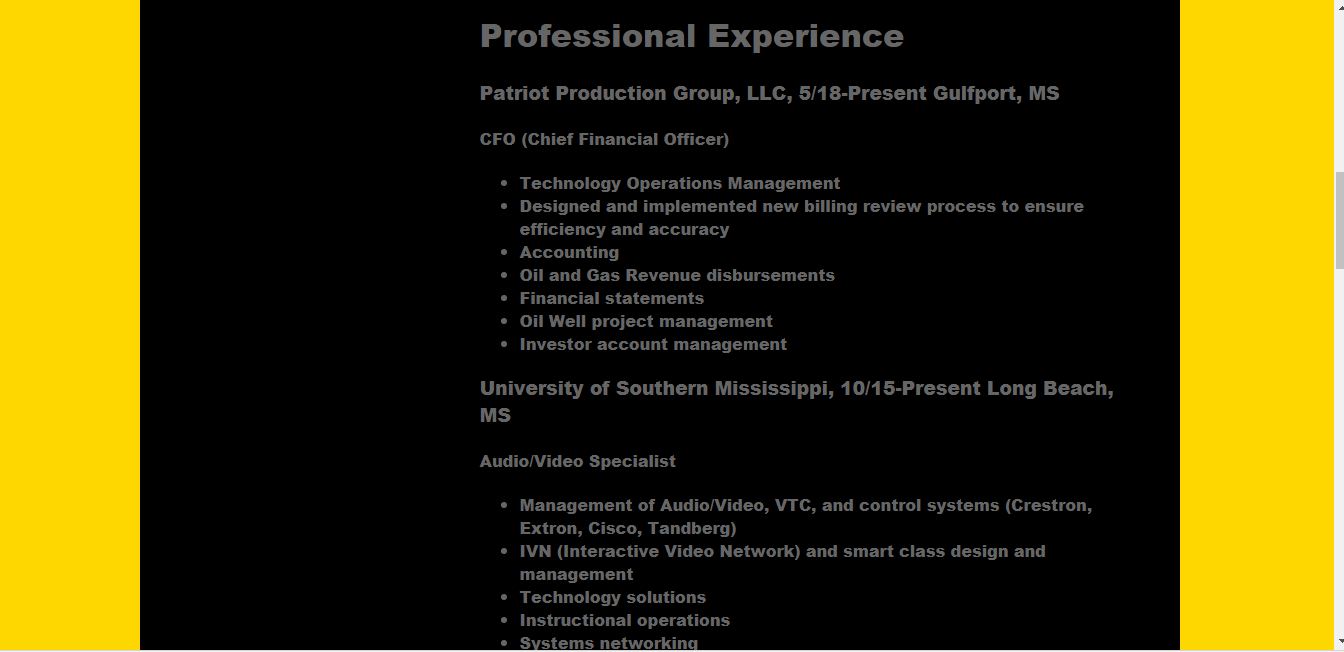 Professional Experience
Patriot Production Group, LLC, 5/18-Present Gulfport, MS
CFO (Chief Financial Officer)
• Technology Operations Management
• Designed and implemented new billing review process to ensure
efficiency and accuracy
• Accounting
• Oil and Gas Revenue disbursements
• Financial statements
• Oil Well project management
• Investor account management
University of Southern Mississippi, 10/15-Present Long Beach,
MS
Audio/Video Specialist
• Management of Audio/Video, VTC, and control systems (Crestron,
Extron, Cisco, Tandberg)
• IVN (Interactive Video Network) and smart class design and
management
• Technology solutions
• Instructional operations
• Systems networking